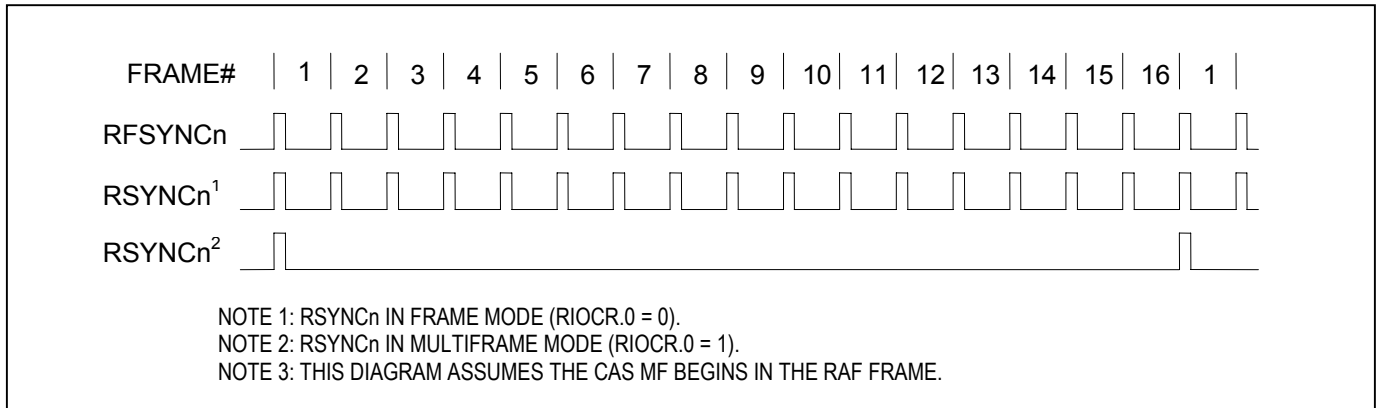 FRAME# 1 2 3 4 5 6 7 8 9 10 11 12 13 14 15 16 1
RFSYNCn
RSYNCn¹
RSYNCn²
NOTE 1: RSYNCn IN FRAME MODE (RIOCR.0 = 0).
NOTE 2: RSYNCn IN MULTIFRAME MODE (RIOCR.0 = 1).
NOTE 3: THIS DIAGRAM ASSUMES THE CAS MF BEGINS IN THE RAF FRAME.